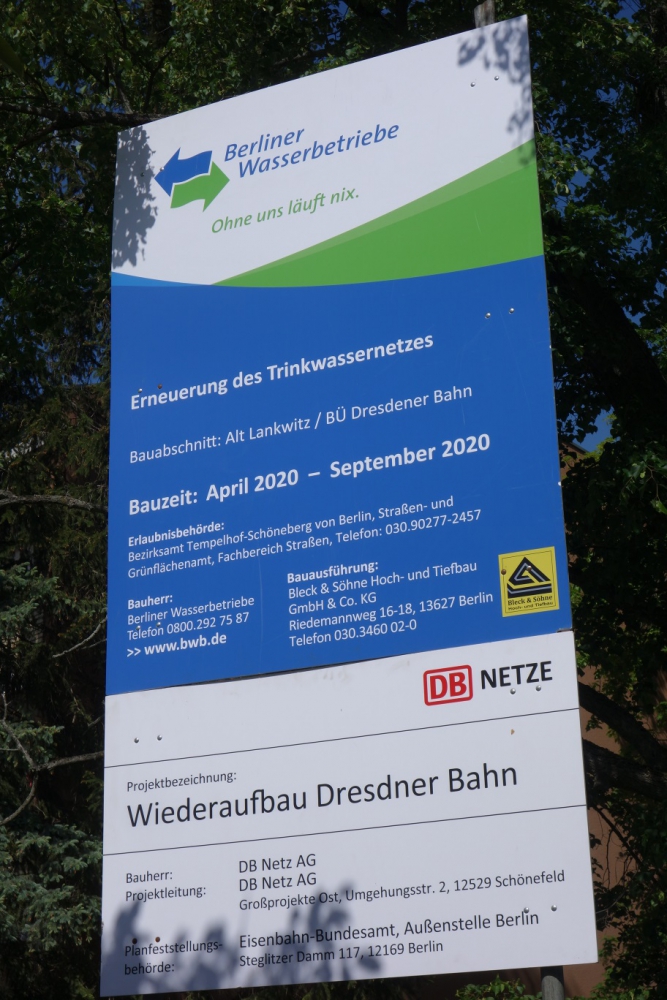 Berliner
Wasserbetriebe
Ohne uns läuft nix.
Erneuerung des Trinkwassernetzes
Bauabschnitt: Alt Lankwitz / BÜ Dresdener Bahn
Bauzeit: April 2020 – September 2020
Erlaubnisbehörde:
Bezirksamt Tempelhof-Schöneberg von Berlin, Straßen- und
Grünflächenamt, Fachbereich Straßen, Telefon: 030.90277-2457
Bauherr:
Berliner Wasserbetriebe
Telefon 0800.292 75 87
>> www.bwb.de
Bauausführung:
Bleck & Söhne Hoch- und Tiefbau
GmbH & Co. KG
Riedemannweg 16-18, 13627 Berlin
Telefon 030.3460 02-0
Bleck & Söhne
Hoch- und Tiefbau
DB NETZE
Projektbezeichnung:
Wiederaufbau Dresdner Bahn
Bauherr: DB Netz AG
Projektleitung: DB Netz AG
Großprojekte Ost, Umgehungsstr. 2, 12529 Schönefeld
Planfeststellungs- Eisenbahn-Bundesamt, Außenstelle Berlin
behörde: Steglitzer Damm 117, 12169 Berlin